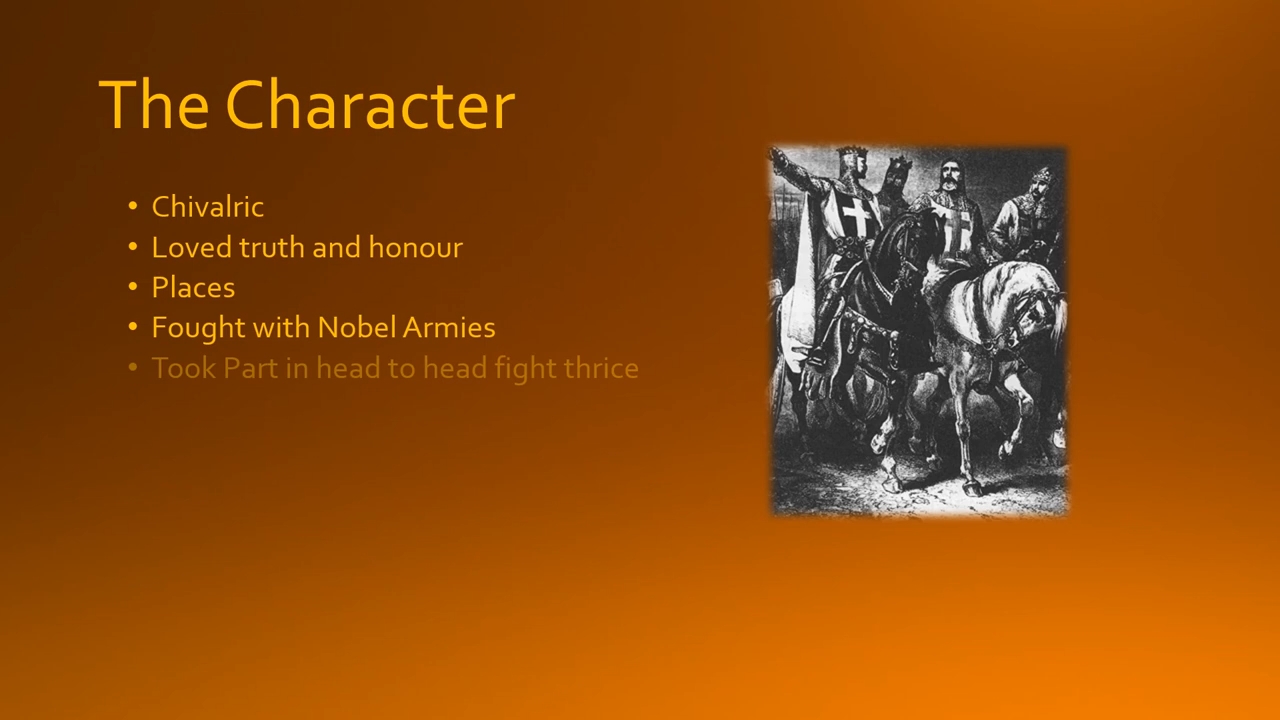 The Character
• Chivalric
• Loved truth and honour
• Places
• Fought with Nobel Armies
• Took Part in head to head fight thrice